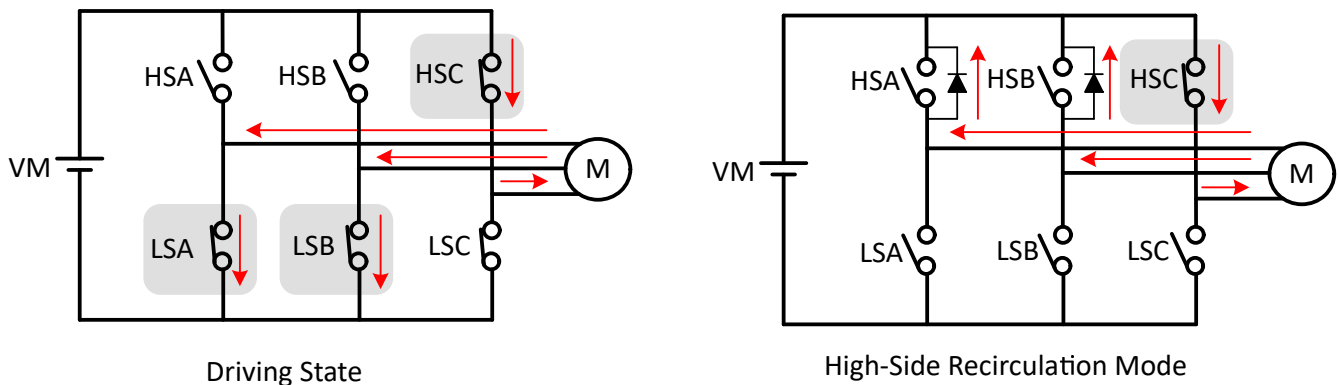 HSA
HSB
HSC
VM
M
LSA
LSB
LSC
Driving State
HSA
HSB
HSC
VM
M
LSA
LSB
LSC
High-Side Recirculation Mode